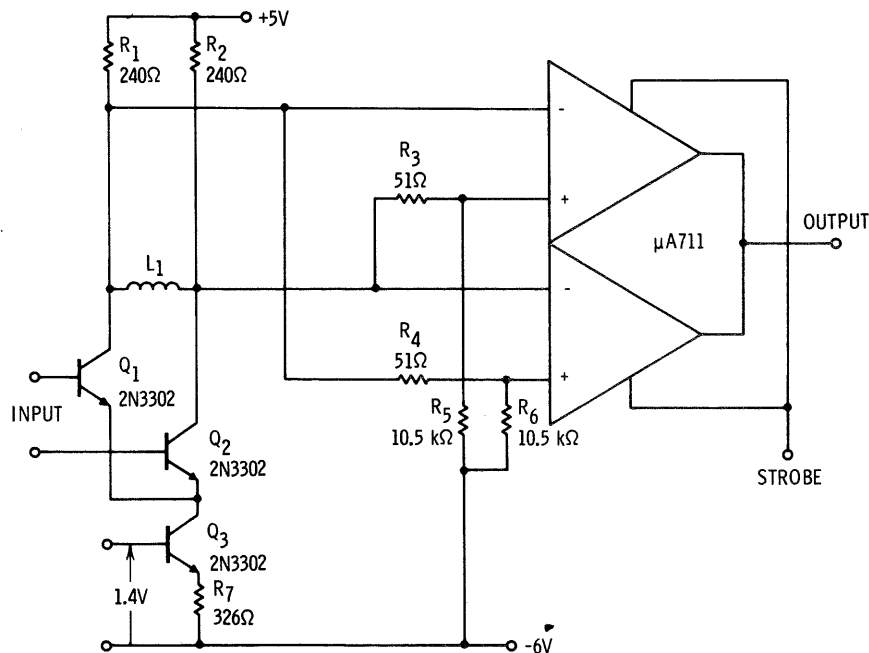 +5V
R1
240Ω
R2
240Ω
-
R3
51Ω
+
μA711
OUTPUT
L1
-
R4
51Ω
+
Q1
2N3302
INPUT
R5
10.5 kΩ
R6
10.5 kΩ
Q2
2N3302
STROBE
Q3
2N3302
1.4V
R7
326Ω
-6V